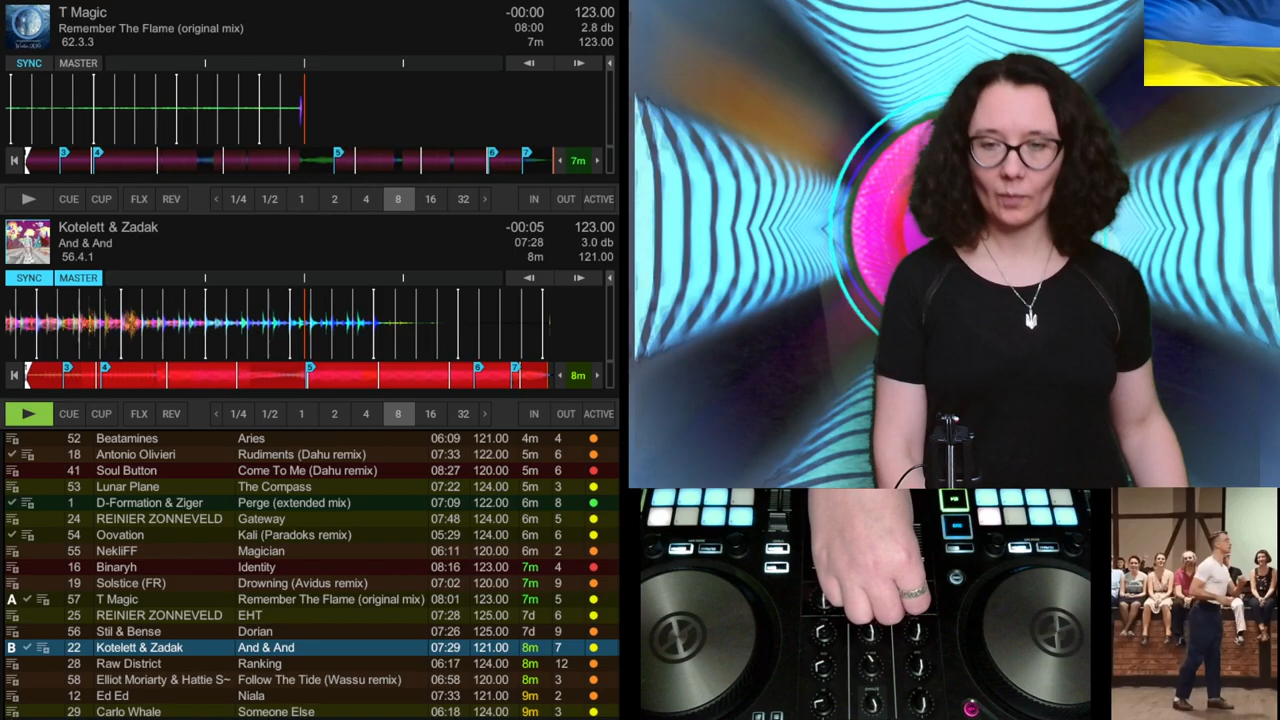 T Magic -00:00 123.00
Remember The Flame (original mix) 08:00 2.8 db
62.3.3 7m 123.00
SYNC MASTER
3 4 5 6 7 7m
CUE CUP FLX REV < 1/4 1/2 1 2 4 8 16 32 > IN OUT ACTIVE
Kotelett & Zadak -00:05 123.00
And & And 07:28 3.0 db
56.4.1 8m 121.00
SYNC MASTER
3 4 5 6 7 8m
CUE CUP FLX REV < 1/4 1/2 1 2 4 8 16 32 > IN OUT ACTIVE
52 Beatamines Aries 06:09 121.00 4m 4
18 Antonio Olivieri Rudiments (Dahu remix) 07:33 122.00 5m 6
41 Soul Button Come To Me (Dahu remix) 08:27 120.00 5m 6
53 Lunar Plane The Compass 07:22 124.00 5m 3
1 D-Formation & Ziger Perge (extended mix) 07:09 122.00 6m 8
24 REINIER ZONNEVELD Gateway 07:48 124.00 6m 5
54 Oovation Kali (Paradoks remix) 05:29 124.00 6m 6
55 NekliFF Magician 06:11 120.00 6m 2
16 Binaryh Identity 08:16 123.00 7m 4
19 Solstice (FR) Drowning (Avidus remix) 07:02 120.00 7m 9
A 57 T Magic Remember The Flame (original mix) 08:01 123.00 7m 5
25 REINIER ZONNEVELD EHT 07:28 125.00 7d 6
56 Stil & Bense Dorian 07:26 125.00 7d 9
B 22 Kotelett & Zadak And & And 07:29 121.00 8m 7
28 Raw District Ranking 06:17 124.00 8m 12
58 Elliot Moriarty & Hattie S~ Follow The Tide (Wassu remix) 06:58 120.00 8m 3
12 Ed Ed Niala 07:33 121.00 9m 2
29 Carlo Whale Someone Else 06:18 124.00 9m 3